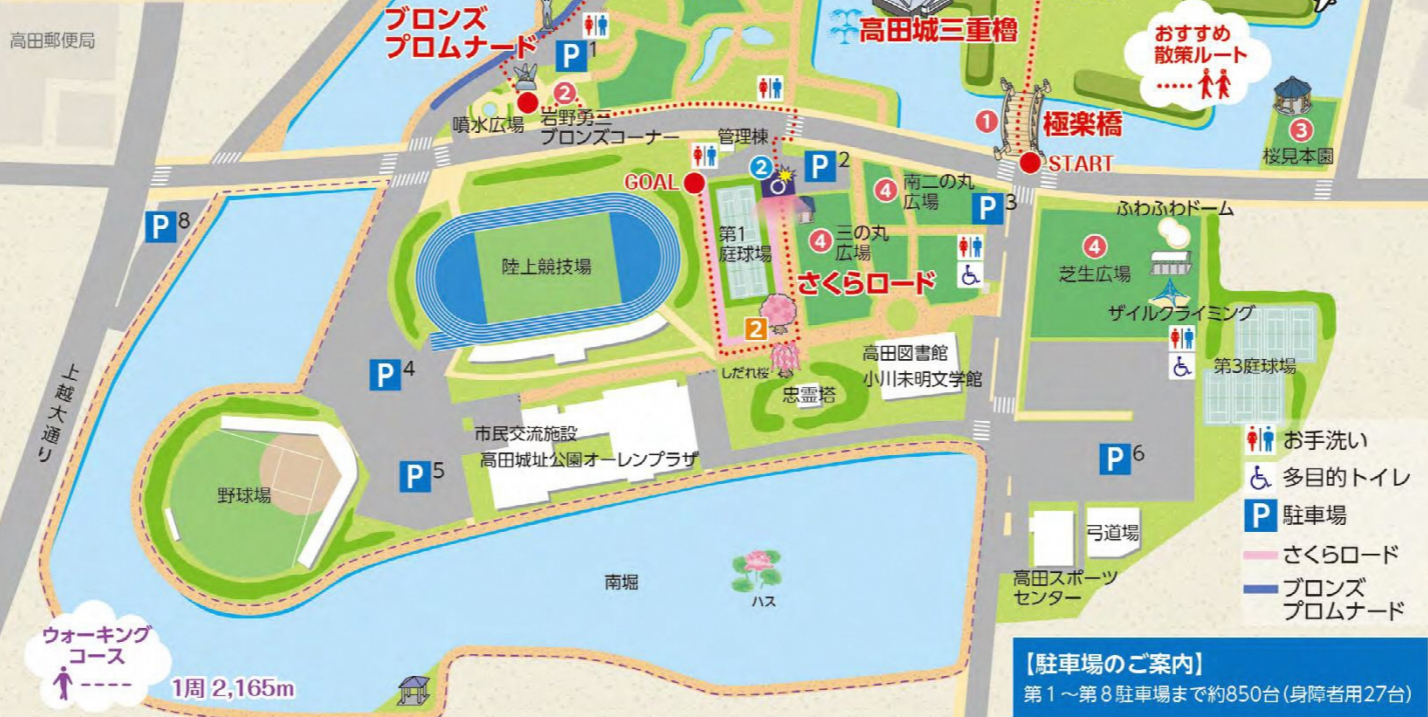 高田郵便局
ブロンズ
プロムナード
P1
高田城三重櫓
おすすめ
散策ルート
2
噴水広場
岩野勇三
ブロンズコーナー
管理棟
1
極楽橋
START
3
桜見本園
GOAL
2
P2
4
南二の丸
広場
P3
ふわふわドーム
P8
第1
庭球場
4
三の丸
広場
4
芝生広場
陸上競技場
さくらロード
ザイルクライミング
2
しだれ桜
高田図書館
小川未明文学館
第3庭球場
上越大通り
P4
忠霊塔
市民交流施設
高田城址公園オーレンプラザ
P5
P6
野球場
お手洗い
多目的トイレ
P 駐車場
さくらロード
ブロンズ
プロムナード
弓道場
高田スポーツ
センター
南堀
ハス
ウォーキング
コース
1周 2,165m
【駐車場のご案内】
第1~第8駐車場まで約850台(身障者用27台)